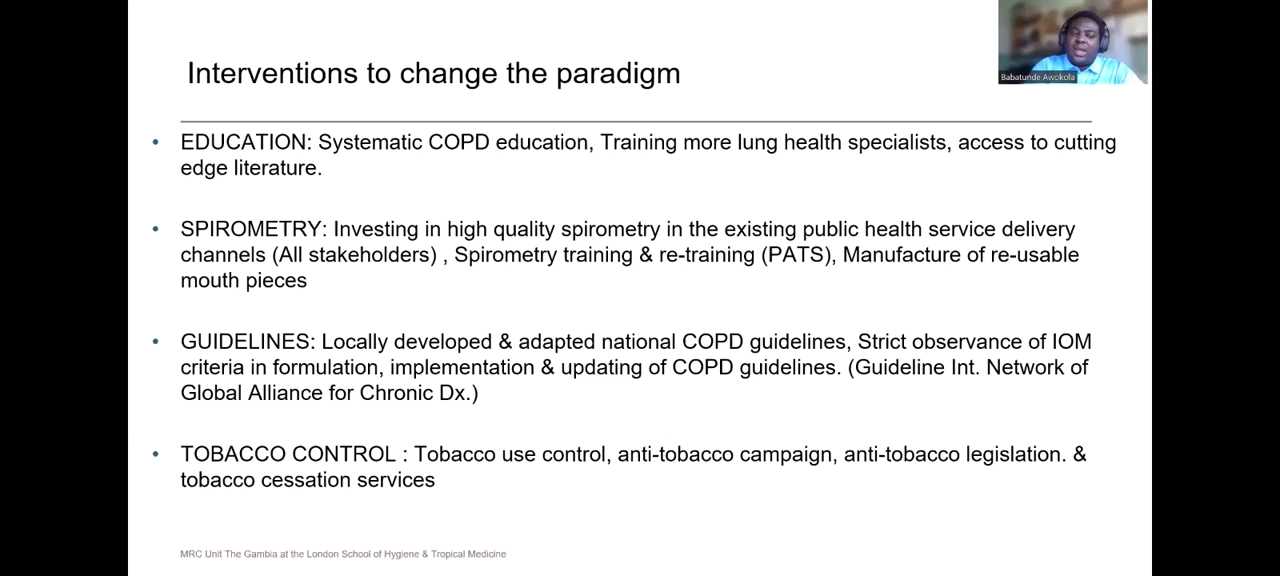 Babatunde Awokola
Interventions to change the paradigm
• EDUCATION: Systematic COPD education, Training more lung health specialists, access to cutting
edge literature.
• SPIROMETRY: Investing in high quality spirometry in the existing public health service delivery
channels (All stakeholders) , Spirometry training & re-training (PATS), Manufacture of re-usable
mouth pieces
• GUIDELINES: Locally developed & adapted national COPD guidelines, Strict observance of IOM
criteria in formulation, implementation & updating of COPD guidelines. (Guideline Int. Network of
Global Alliance for Chronic Dx.)
• TOBACCO CONTROL : Tobacco use control, anti-tobacco campaign, anti-tobacco legislation. &
tobacco cessation services
MRC Unit The Gambia at the London School of Hygiene & Tropical Medicine